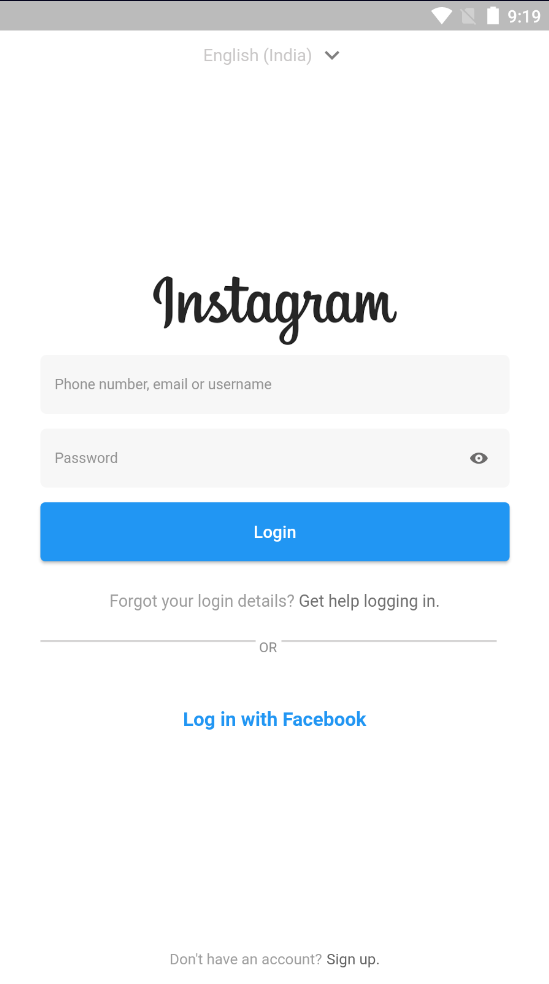 9:19
English (India)
Instagram
Phone number, email or username
Password
Login
Forgot your login details? Get help logging in.
OR
Log in with Facebook
Don't have an account? Sign up.